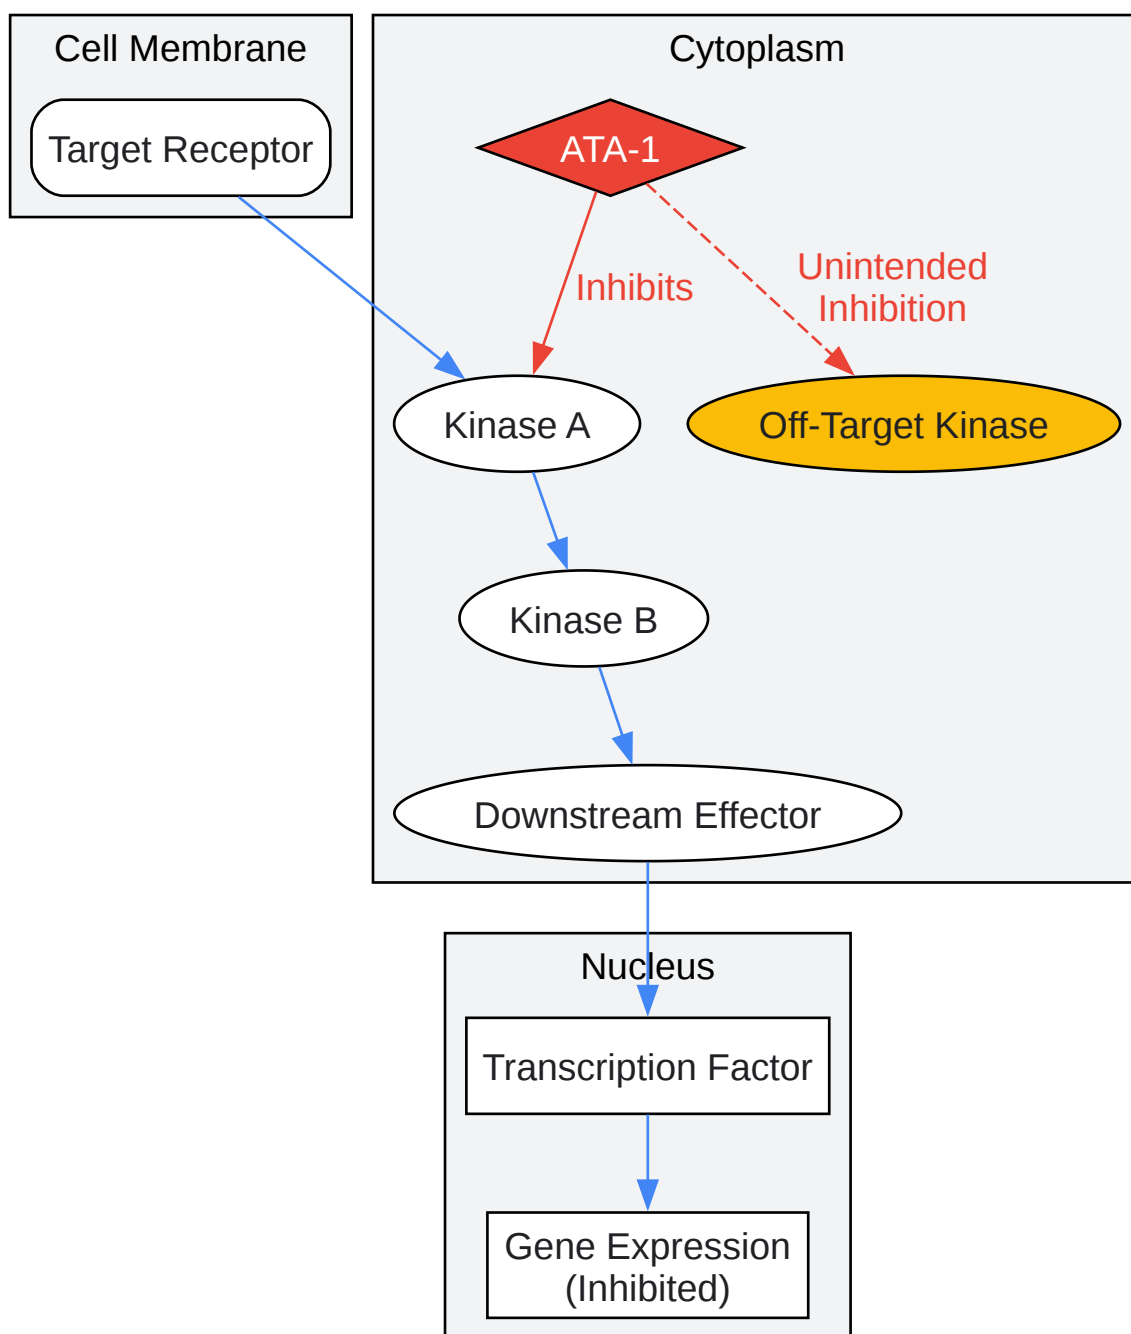 Cell Membrane
Target Receptor
Cytoplasm
ATA-1
Inhibits
Unintended
Inhibition
Kinase A
Off-Target Kinase
Kinase B
Downstream Effector
Nucleus
Transcription Factor
Gene Expression
(Inhibited)